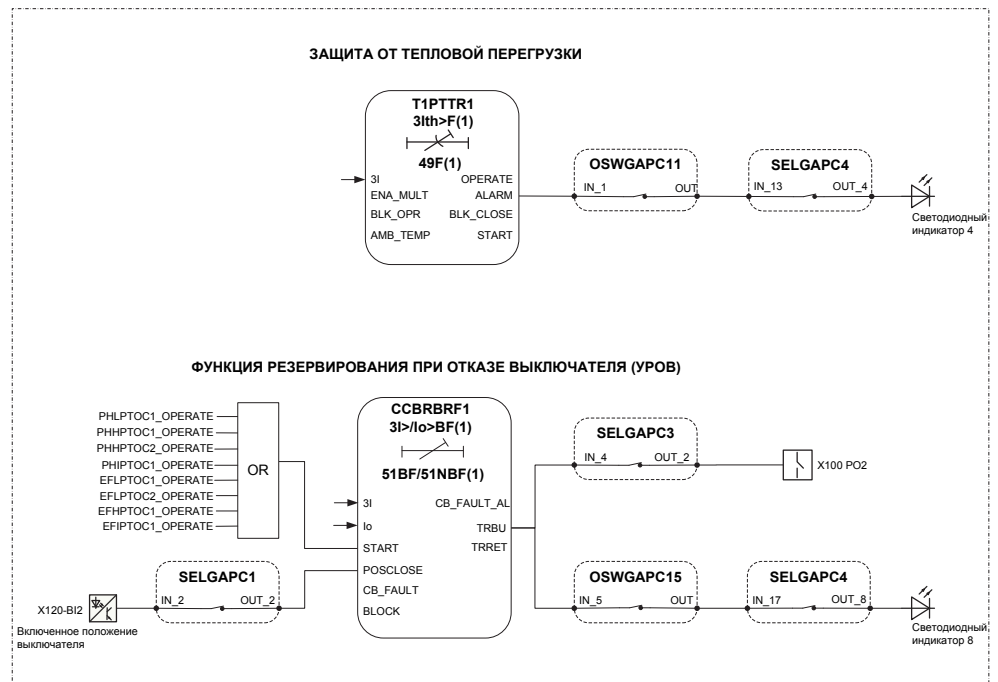 ЗАЩИТА ОТ ТЕПЛОВОЙ ПЕРЕГРУЗКИ
T1PTTR1
3Ith>F(1)
49F(1)
3I
ENA_MULT
BLK_OPR
AMB_TEMP
OPERATE
ALARM
BLK_CLOSE
START
OSWGAPC11
IN_1
OUT
SELGAPC4
IN_13
OUT_4
Светодиодный
индикатор 4
ФУНКЦИЯ РЕЗЕРВИРОВАНИЯ ПРИ ОТКАЗЕ ВЫКЛЮЧАТЕЛЯ (УРОВ)
PHLPTOC1_OPERATE
PHHPTOC1_OPERATE
PHHPTOC2_OPERATE
PHIPTOC1_OPERATE
EFLPTOC1_OPERATE
EFLPTOC2_OPERATE
EFHPTOC1_OPERATE
EFIPTOC1_OPERATE
OR
CCBRBRF1
3I>/Io>BF(1)
51BF/51NBF(1)
3I
Io
START
POSCLOSE
CB_FAULT
BLOCK
CB_FAULT_AL
TRBU
TRRET
SELGAPC3
IN_4
OUT_2
X100 PO2
SELGAPC1
IN_2
OUT_2
X120-BI2
Включенное положение
выключателя
OSWGAPC15
IN_5
OUT
SELGAPC4
IN_17
OUT_8
Светодиодный
индикатор 8